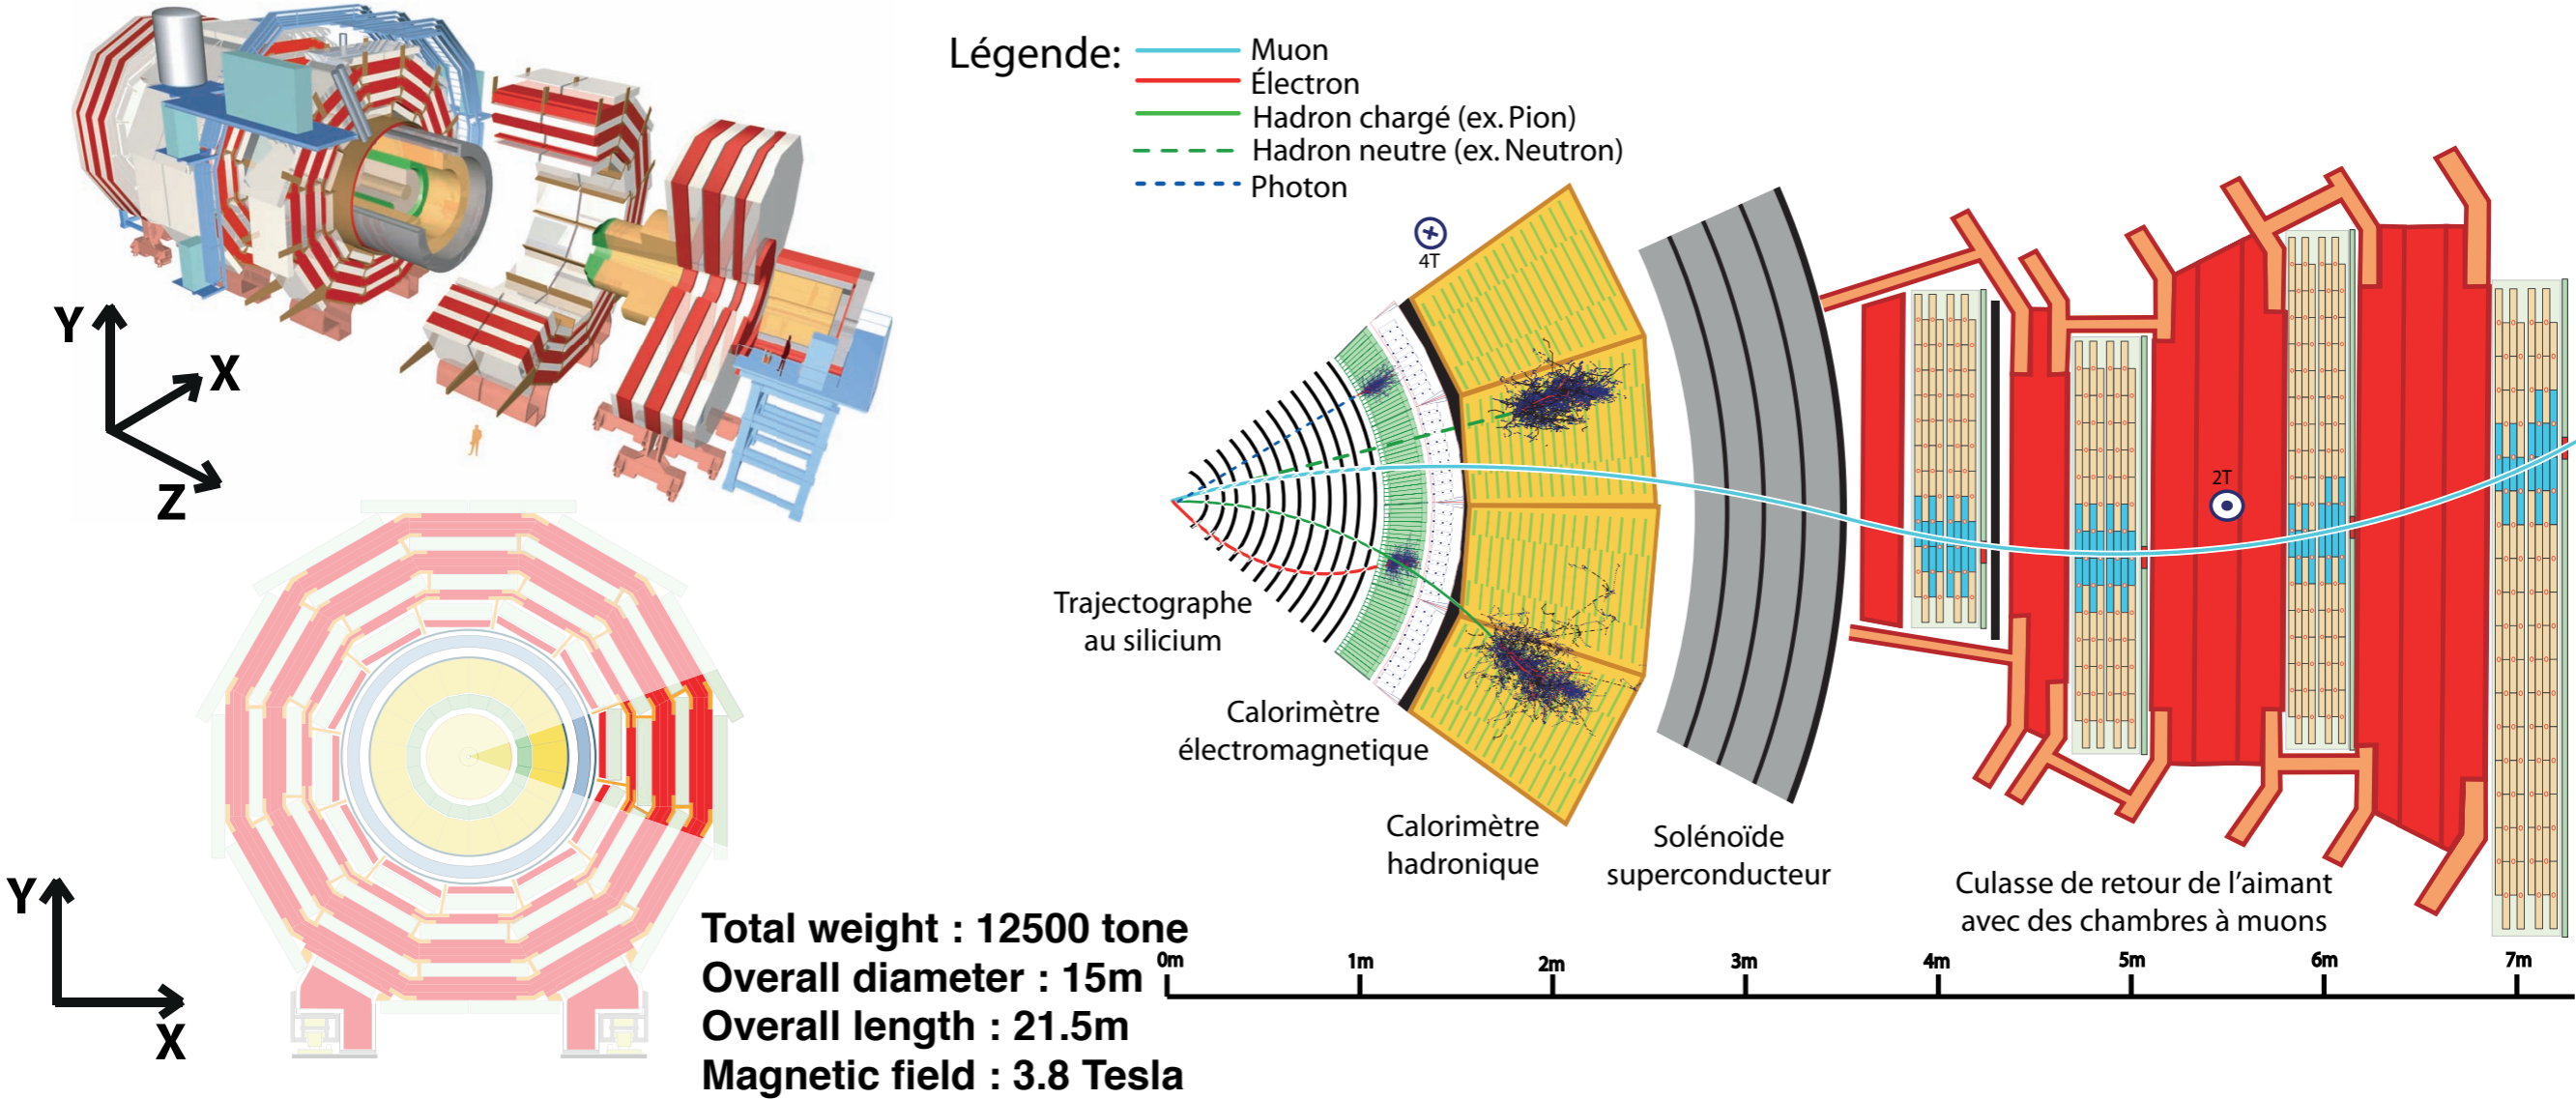 Légende:
Muon
Électron
Hadron chargé (ex. Pion)
Hadron neutre (ex. Neutron)
Photon
Y
X
Z
4T
2T
Trajectographe
au silicium
Calorimètre
électromagnetique
Calorimètre
hadronique
Solénoïde
superconducteur
Culasse de retour de l'aimant
avec des chambres à muons
Y
X
Total weight : 12500 tone
Overall diameter : 15m
Overall length : 21.5m
Magnetic field : 3.8 Tesla
0m 1m 2m 3m 4m 5m 6m 7m